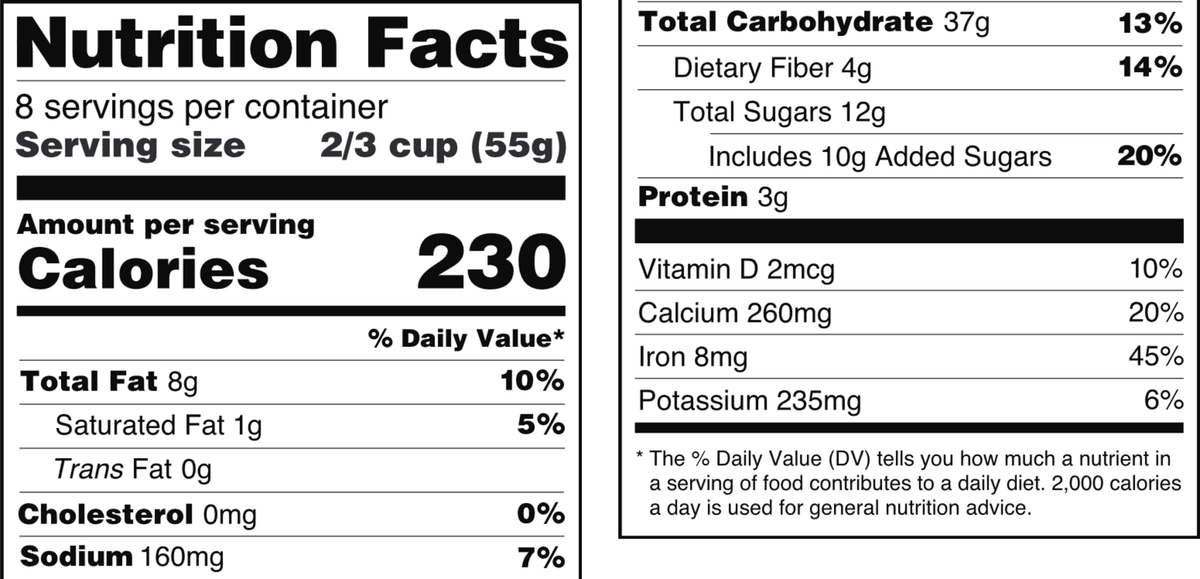 Nutrition Facts
8 servings per container
Serving size 2/3 cup (55g)
Amount per serving
Calories 230
% Daily Value*
Total Fat 8g 10%
Saturated Fat 1g 5%
Trans Fat 0g
Cholesterol 0mg 0%
Sodium 160mg 7%
Total Carbohydrate 37g 13%
Dietary Fiber 4g 14%
Total Sugars 12g
Includes 10g Added Sugars 20%
Protein 3g
Vitamin D 2mcg 10%
Calcium 260mg 20%
Iron 8mg 45%
Potassium 235mg 6%
* The % Daily Value (DV) tells you how much a nutrient in
a serving of food contributes to a daily diet. 2,000 calories
a day is used for general nutrition advice.